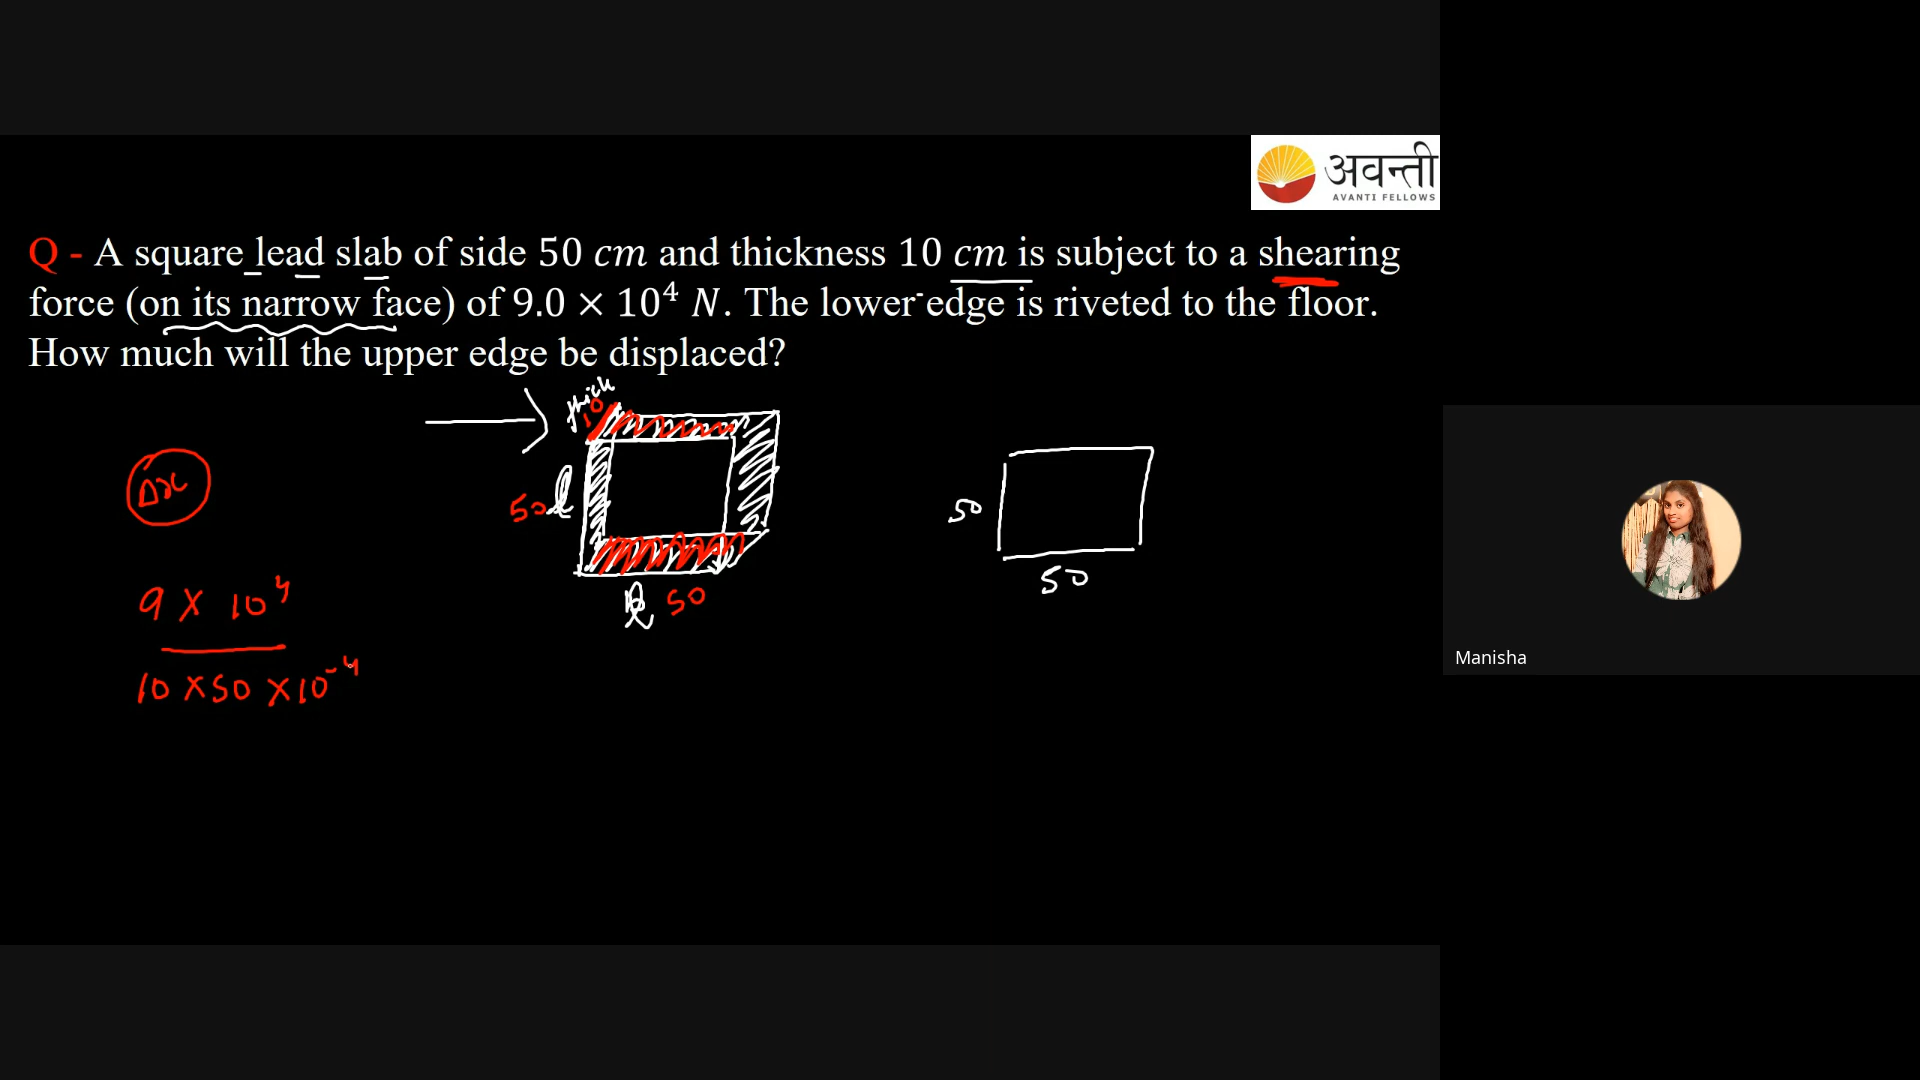 अवन्ती
AVANTI FELLOWS
Q - A square lead slab of side 50 cm and thickness 10 cm is subject to a shearing
force (on its narrow face) of 9.0 × 10⁴ N. The lower edge is riveted to the floor.
How much will the upper edge be displaced?
thick
10
Δx
50 l
50
50
50
9 × 10⁴
10 × 50 × 10⁻⁴
Manisha